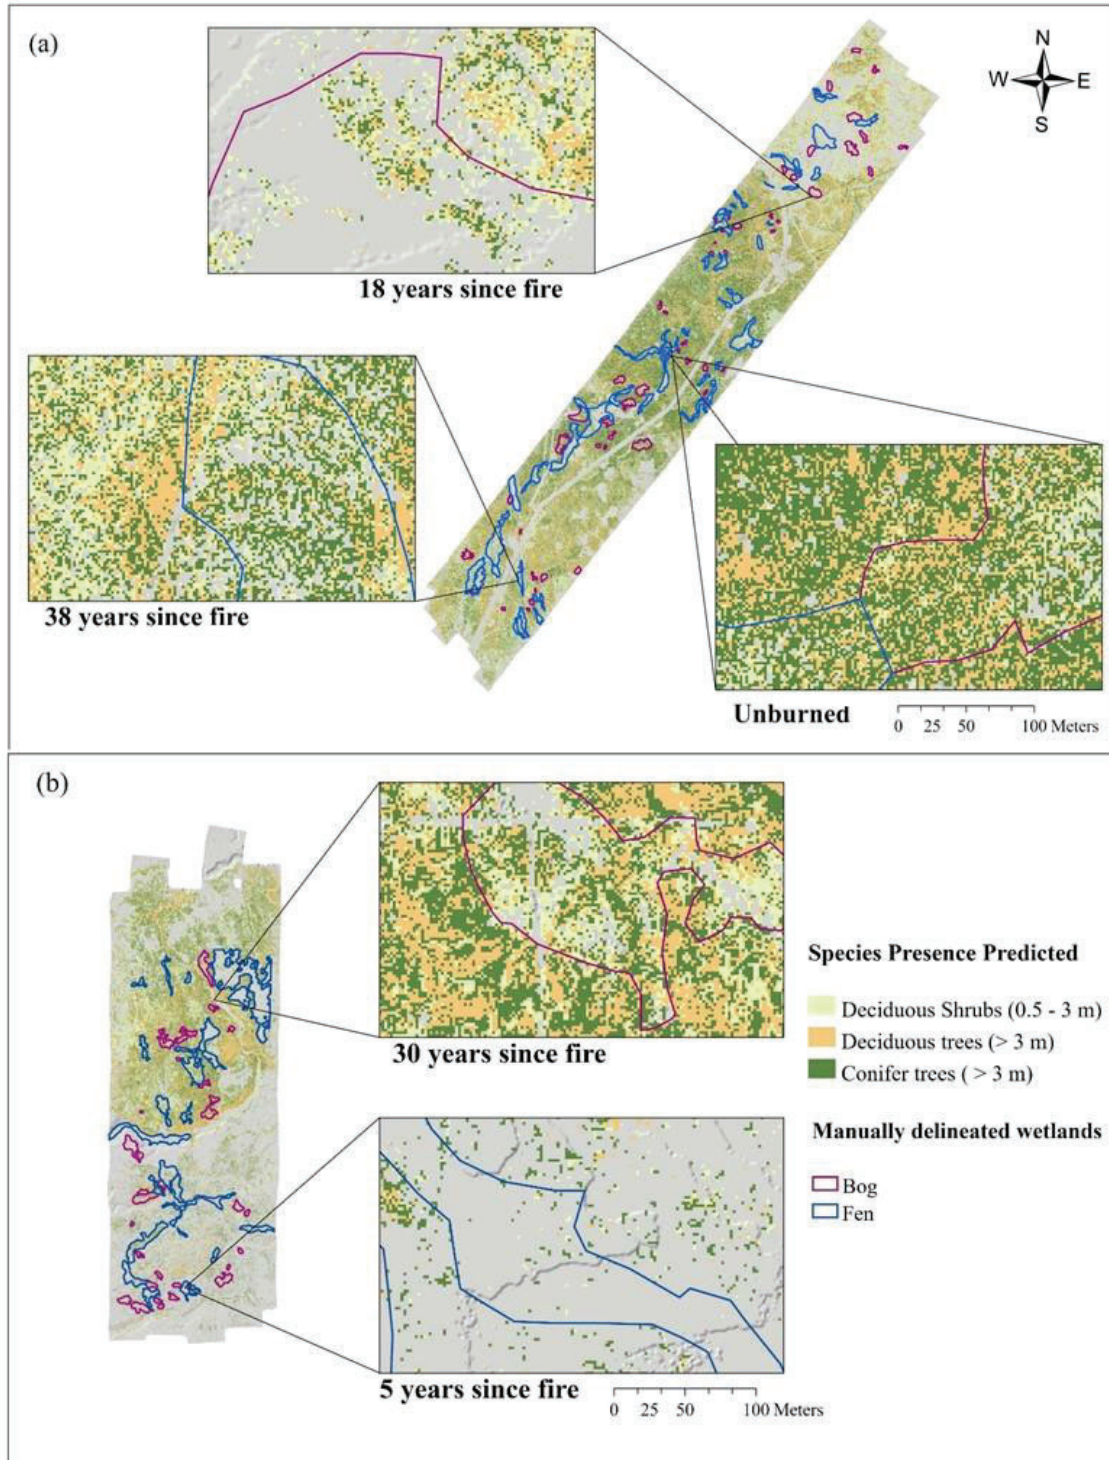 (a)
N
W E
S
18 years since fire
38 years since fire
Unburned
0 25 50 100 Meters
(b)
30 years since fire
Species Presence Predicted
Deciduous Shrubs (0.5 - 3 m)
Deciduous trees (> 3 m)
Conifer trees ( > 3 m)
Manually delineated wetlands
Bog
Fen
5 years since fire
0 25 50 100 Meters